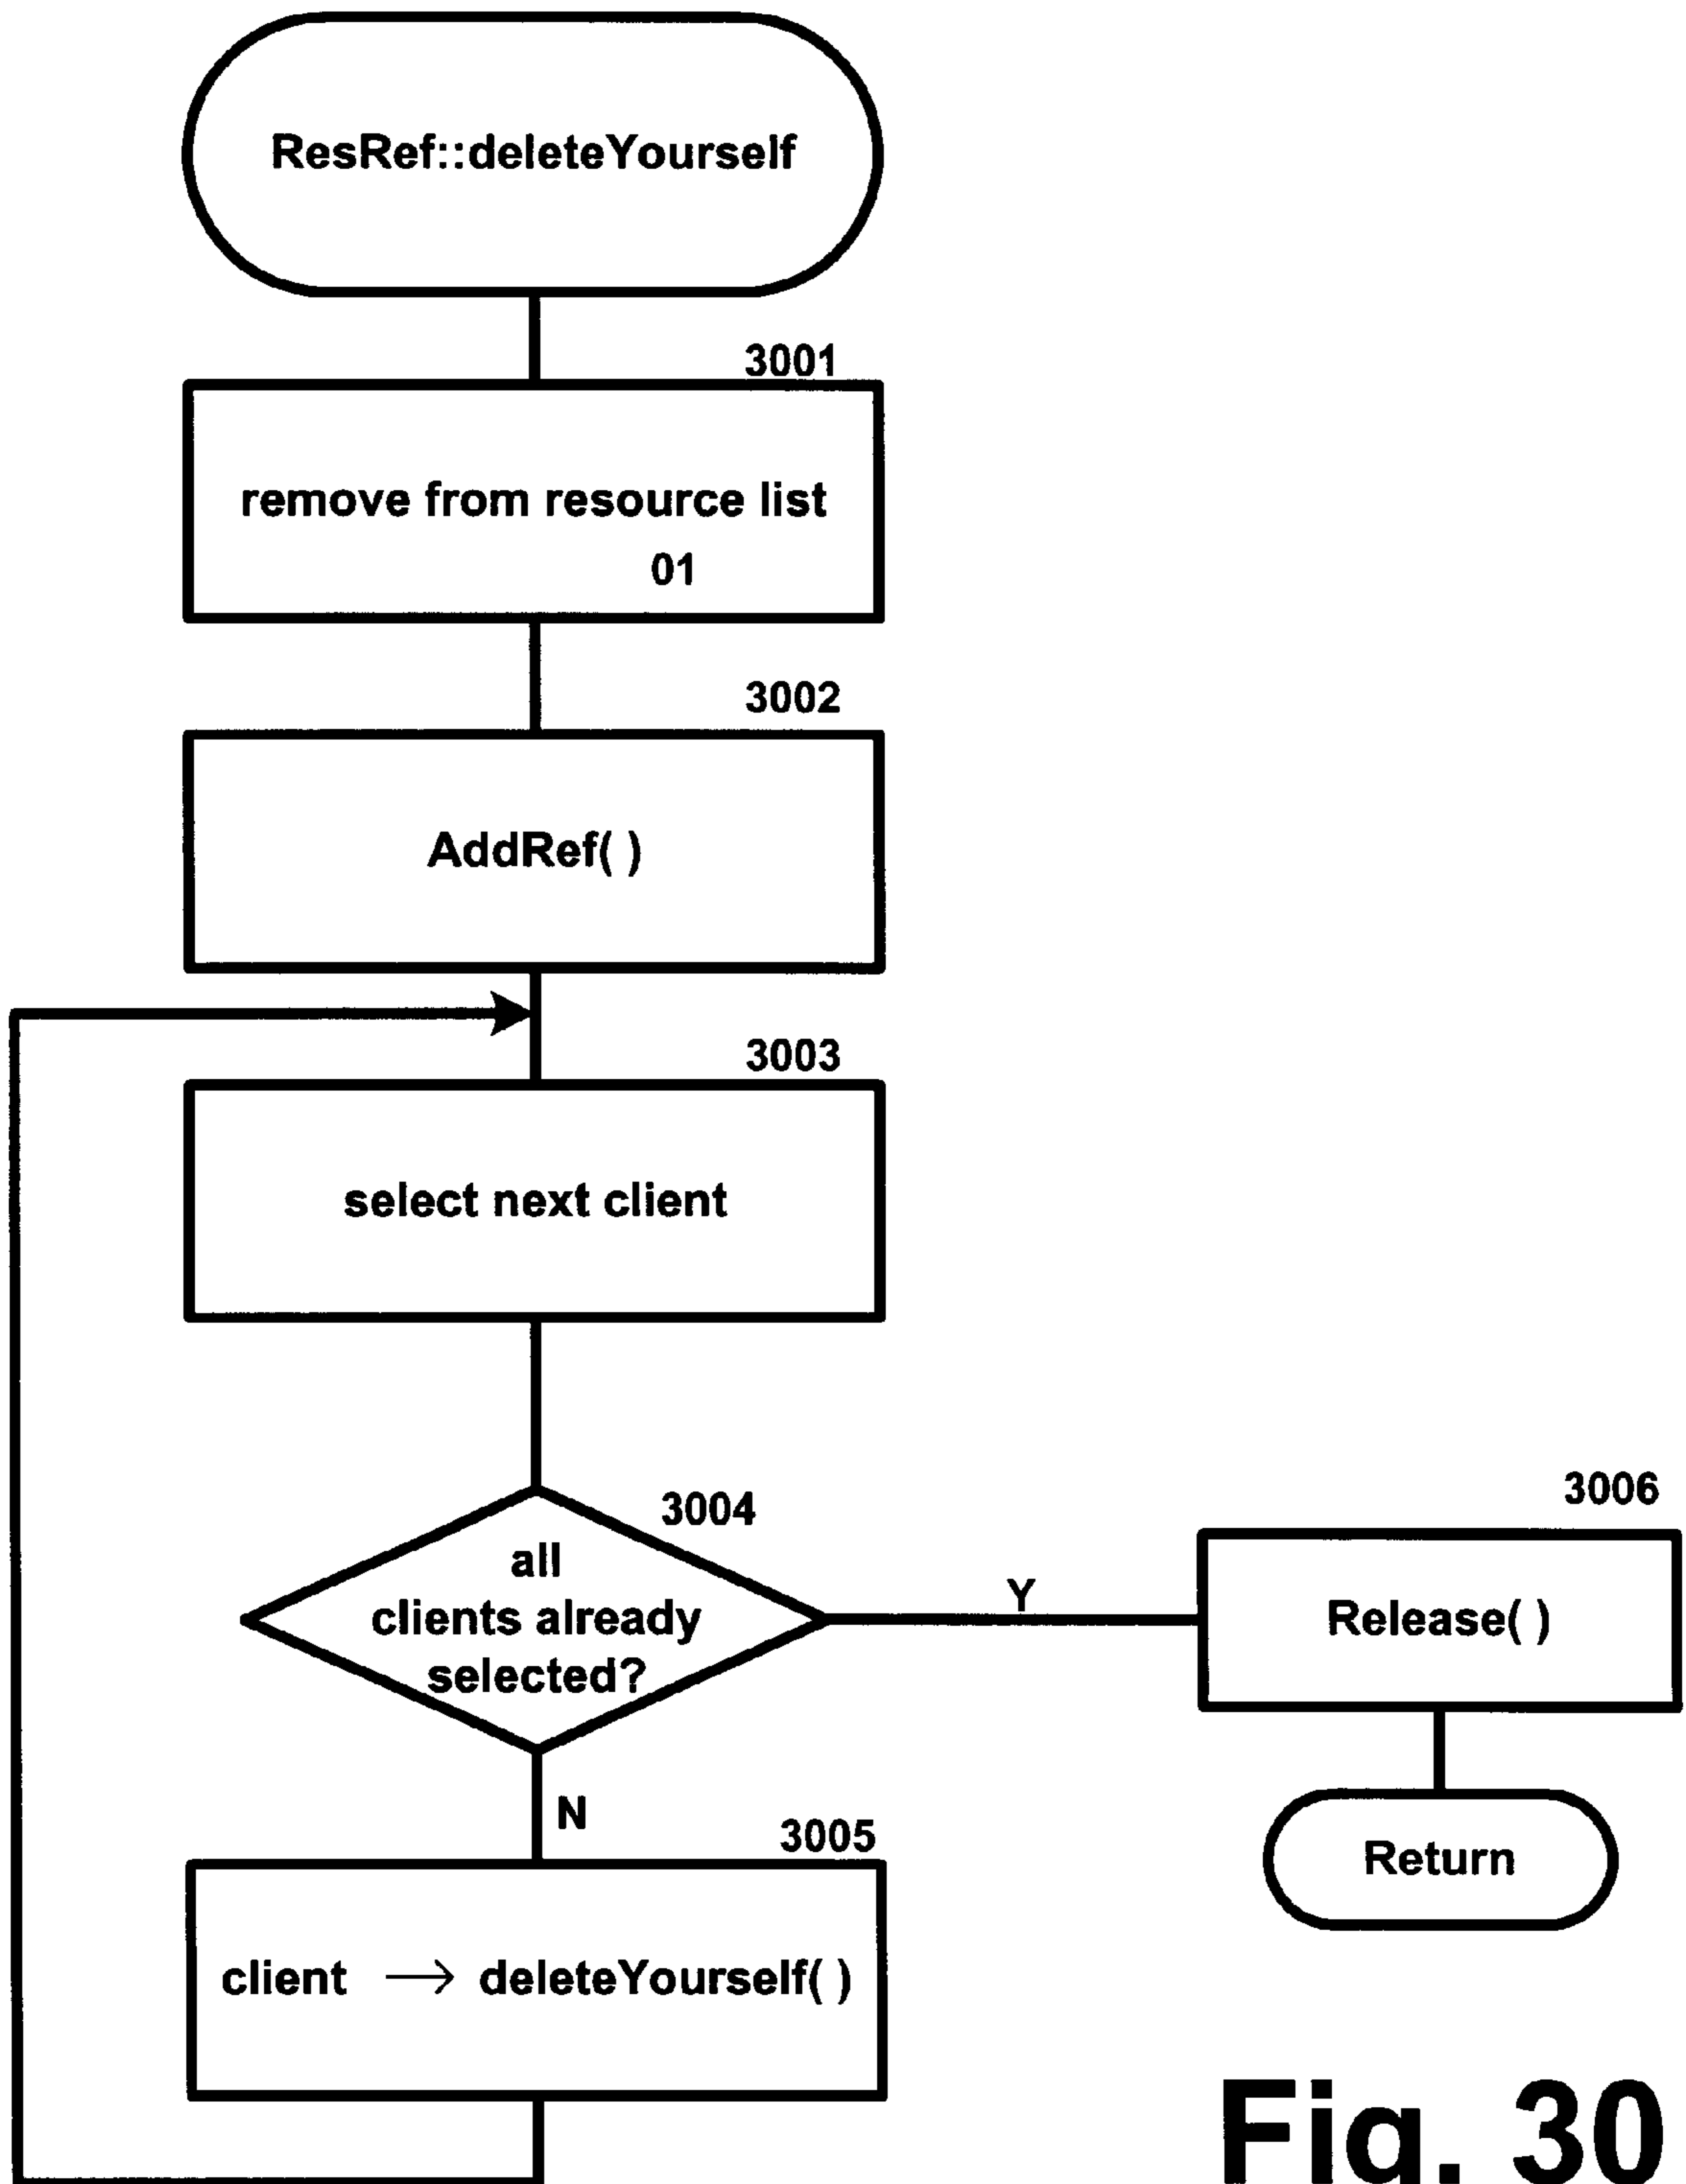 ResRef::deleteYourself
3001
remove from resource list
01
3002
AddRef( )
3003
select next client
3004
all
clients already
selected?
Y
3006
Release( )
Return
N
3005
client → deleteYourself( )
Fig. 30